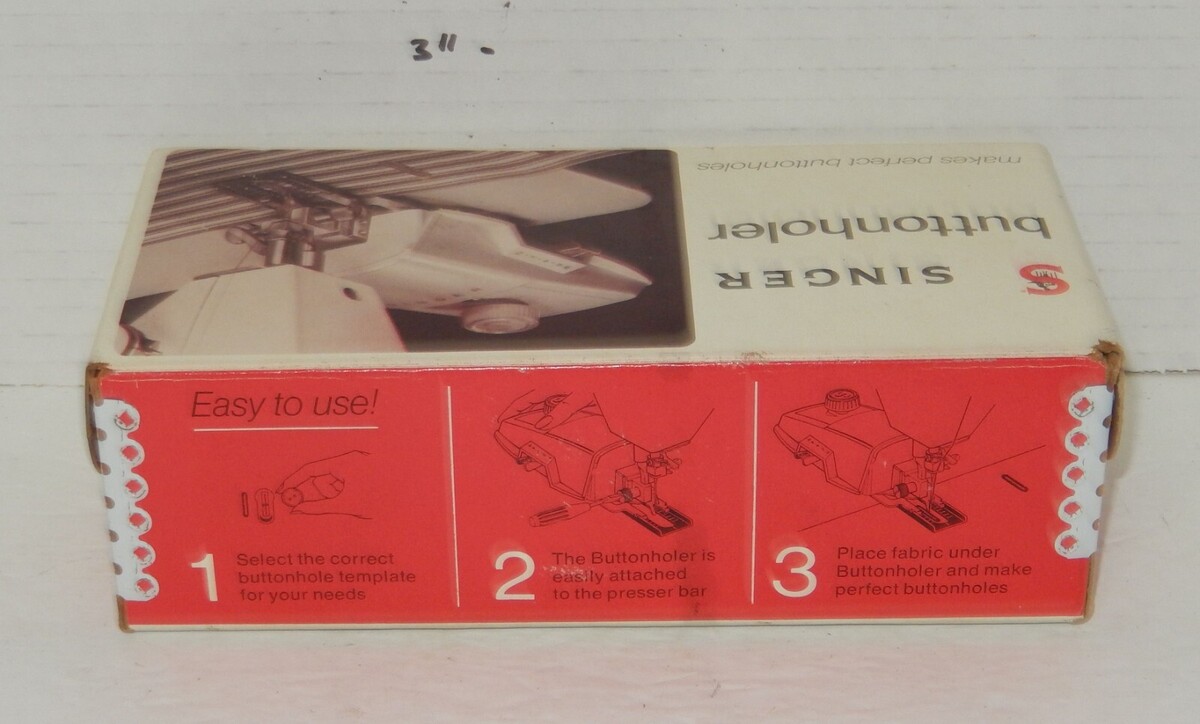 3" -
makes perfect buttonholes
buttonholer
SINGER
S
Easy to use!
1
Select the correct
buttonhole template
for your needs
2
The Buttonholer is
easily attached
to the presser bar
3
Place fabric under
Buttonholer and make
perfect buttonholes